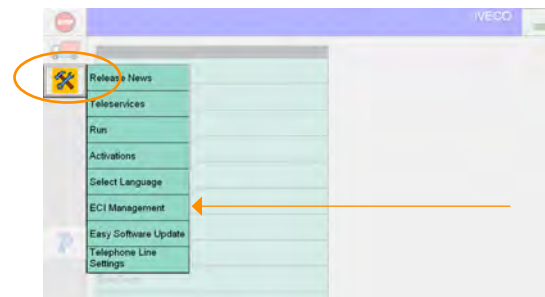 IVECO
Release News
Teleservices
Run
Activations
Select Language
ECI Management
Easy Software Update
Telephone Line
Settings